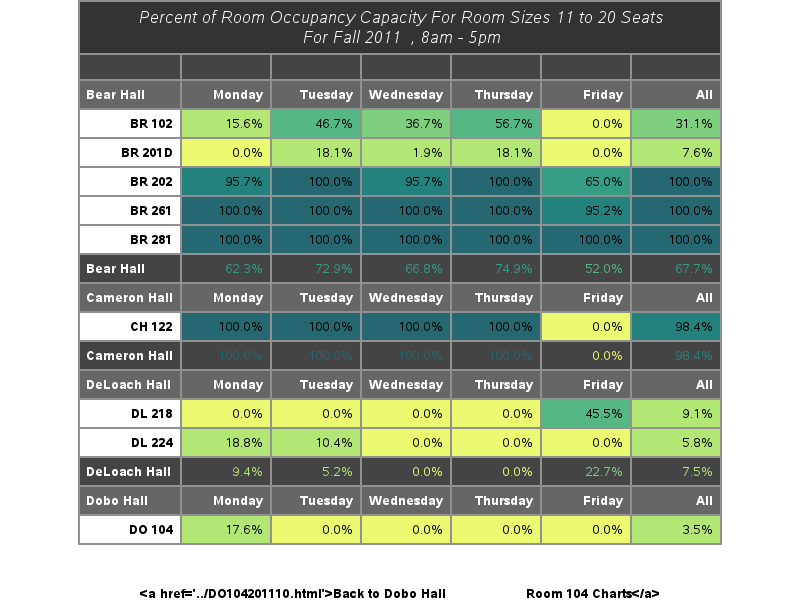 Percent of Room Occupancy Capacity For Room Sizes 11 to 20 Seats
For Fall 2011 , 8am - 5pm
Bear Hall Monday Tuesday Wednesday Thursday Friday All
BR 102 15.6% 46.7% 36.7% 56.7% 0.0% 31.1%
BR 201D 0.0% 18.1% 1.9% 18.1% 0.0% 7.6%
BR 202 95.7% 100.0% 95.7% 100.0% 65.0% 100.0%
BR 261 100.0% 100.0% 100.0% 100.0% 95.2% 100.0%
BR 281 100.0% 100.0% 100.0% 100.0% 100.0% 100.0%
Bear Hall 62.3% 72.9% 66.8% 74.9% 52.0% 67.7%
Cameron Hall Monday Tuesday Wednesday Thursday Friday All
CH 122 100.0% 100.0% 100.0% 100.0% 0.0% 98.4%
Cameron Hall 100.0% 100.0% 100.0% 100.0% 0.0% 98.4%
DeLoach Hall Monday Tuesday Wednesday Thursday Friday All
DL 218 0.0% 0.0% 0.0% 0.0% 45.5% 9.1%
DL 224 18.8% 10.4% 0.0% 0.0% 0.0% 5.8%
DeLoach Hall 9.4% 5.2% 0.0% 0.0% 22.7% 7.5%
Dobo Hall Monday Tuesday Wednesday Thursday Friday All
DO 104 17.6% 0.0% 0.0% 0.0% 0.0% 3.5%
<a href='../DO104201110.html'>Back to Dobo Hall Room 104 Charts</a>